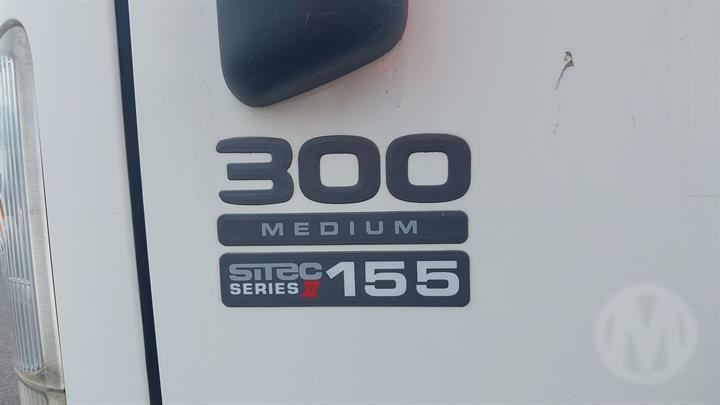 300
MEDIUM
SiTEC 155
SERIES II
M